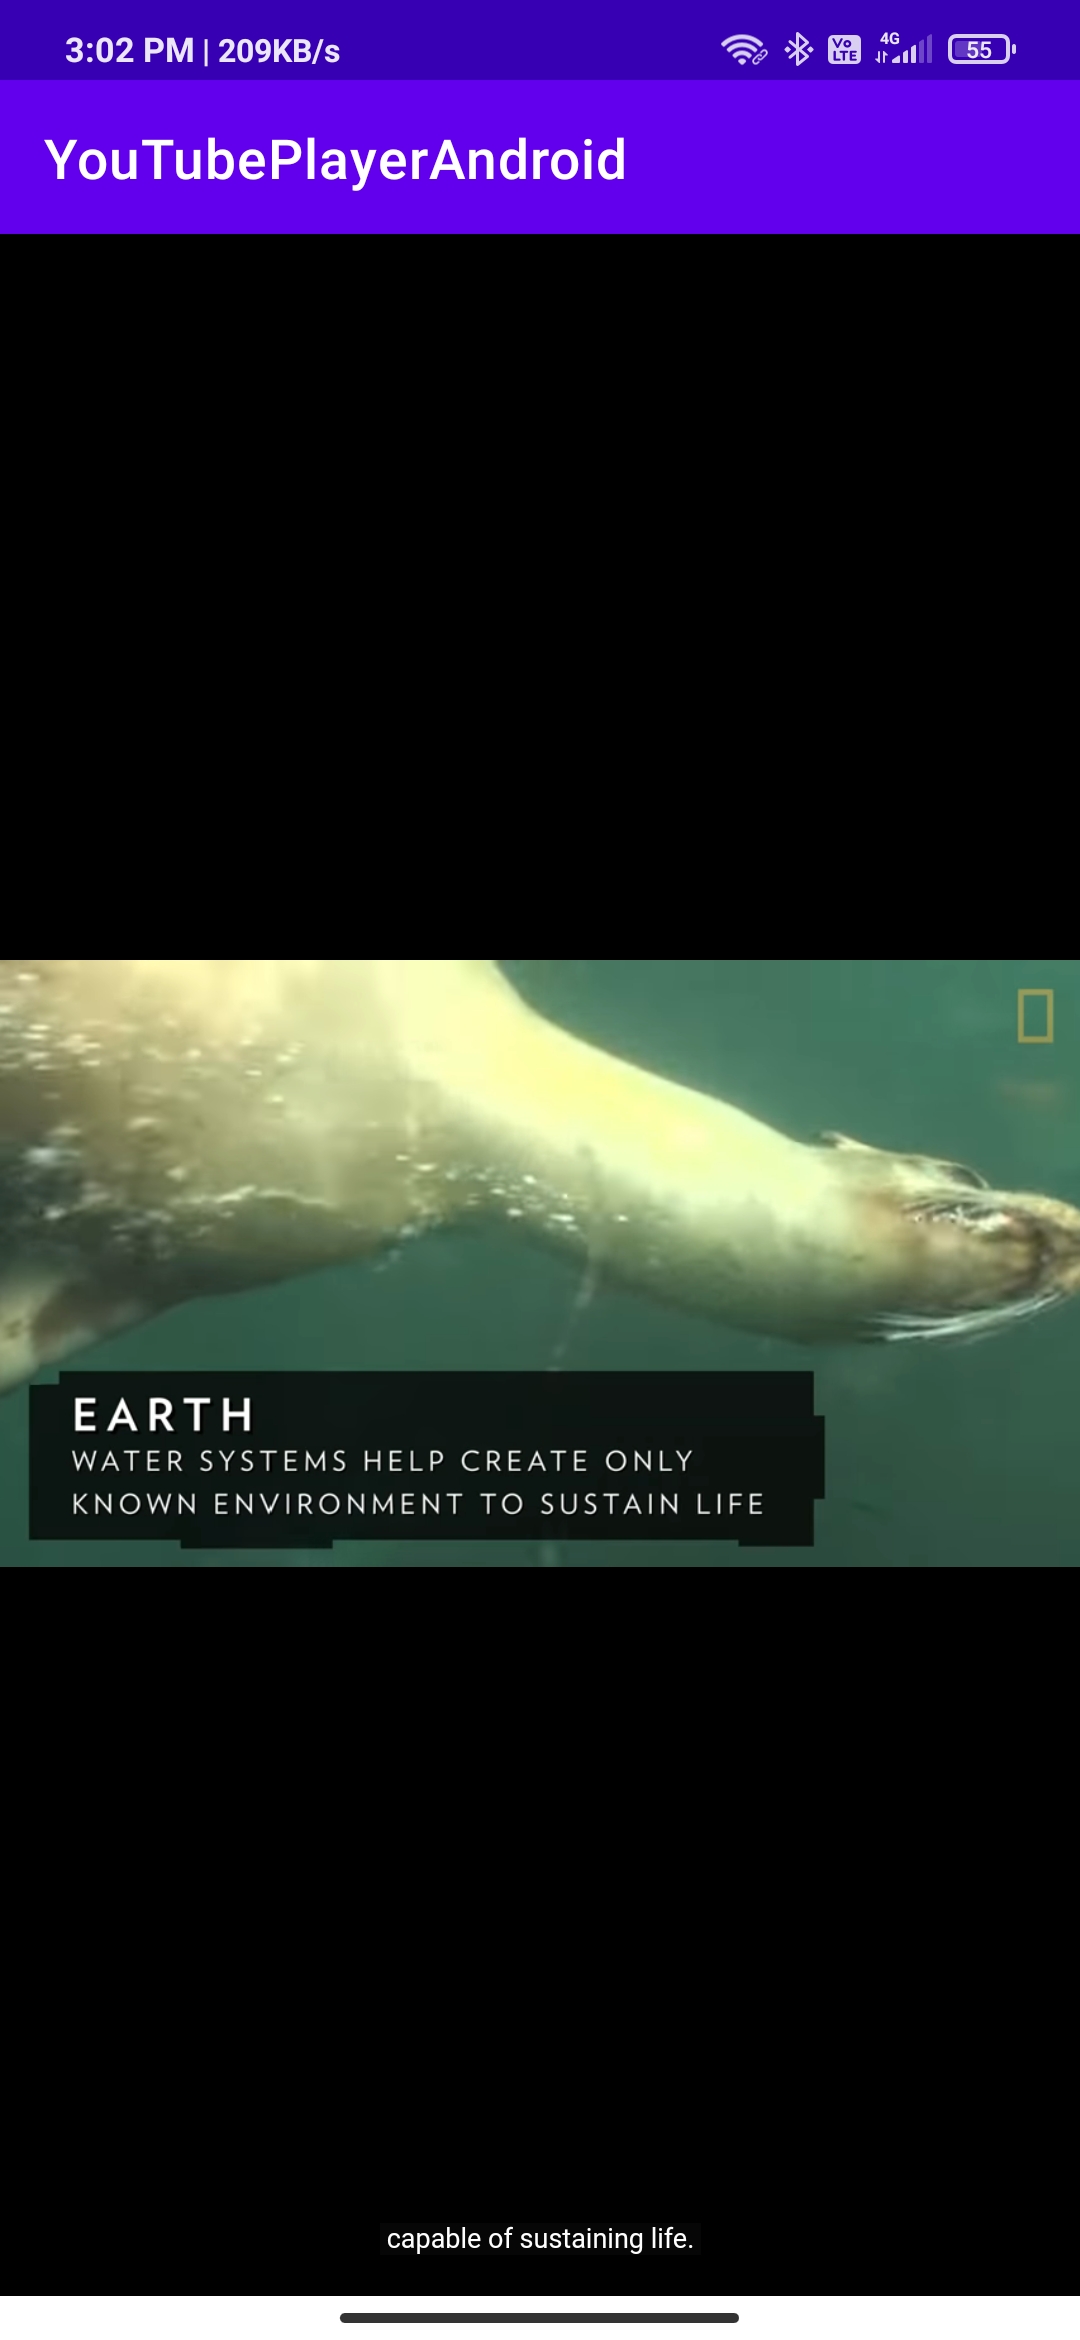 3:02 PM | 209KB/s
Vo LTE
4G
55
YouTubePlayerAndroid
EARTH
WATER SYSTEMS HELP CREATE ONLY
KNOWN ENVIRONMENT TO SUSTAIN LIFE
capable of sustaining life.